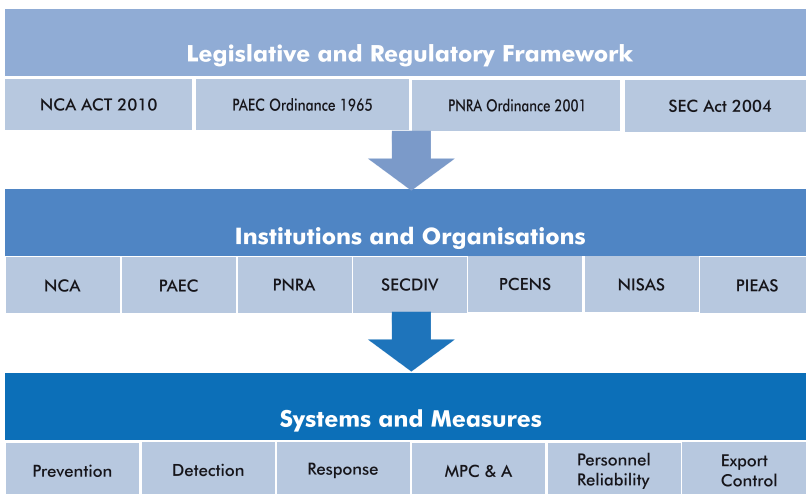 Legislative and Regulatory Framework
NCA ACT 2010
PAEC Ordinance 1965
PNRA Ordinance 2001
SEC Act 2004
Institutions and Organisations
NCA
PAEC
PNRA
SECDIV
PCENS
NISAS
PIEAS
Systems and Measures
Prevention
Detection
Response
MPC & A
Personnel
Reliability
Export
Control